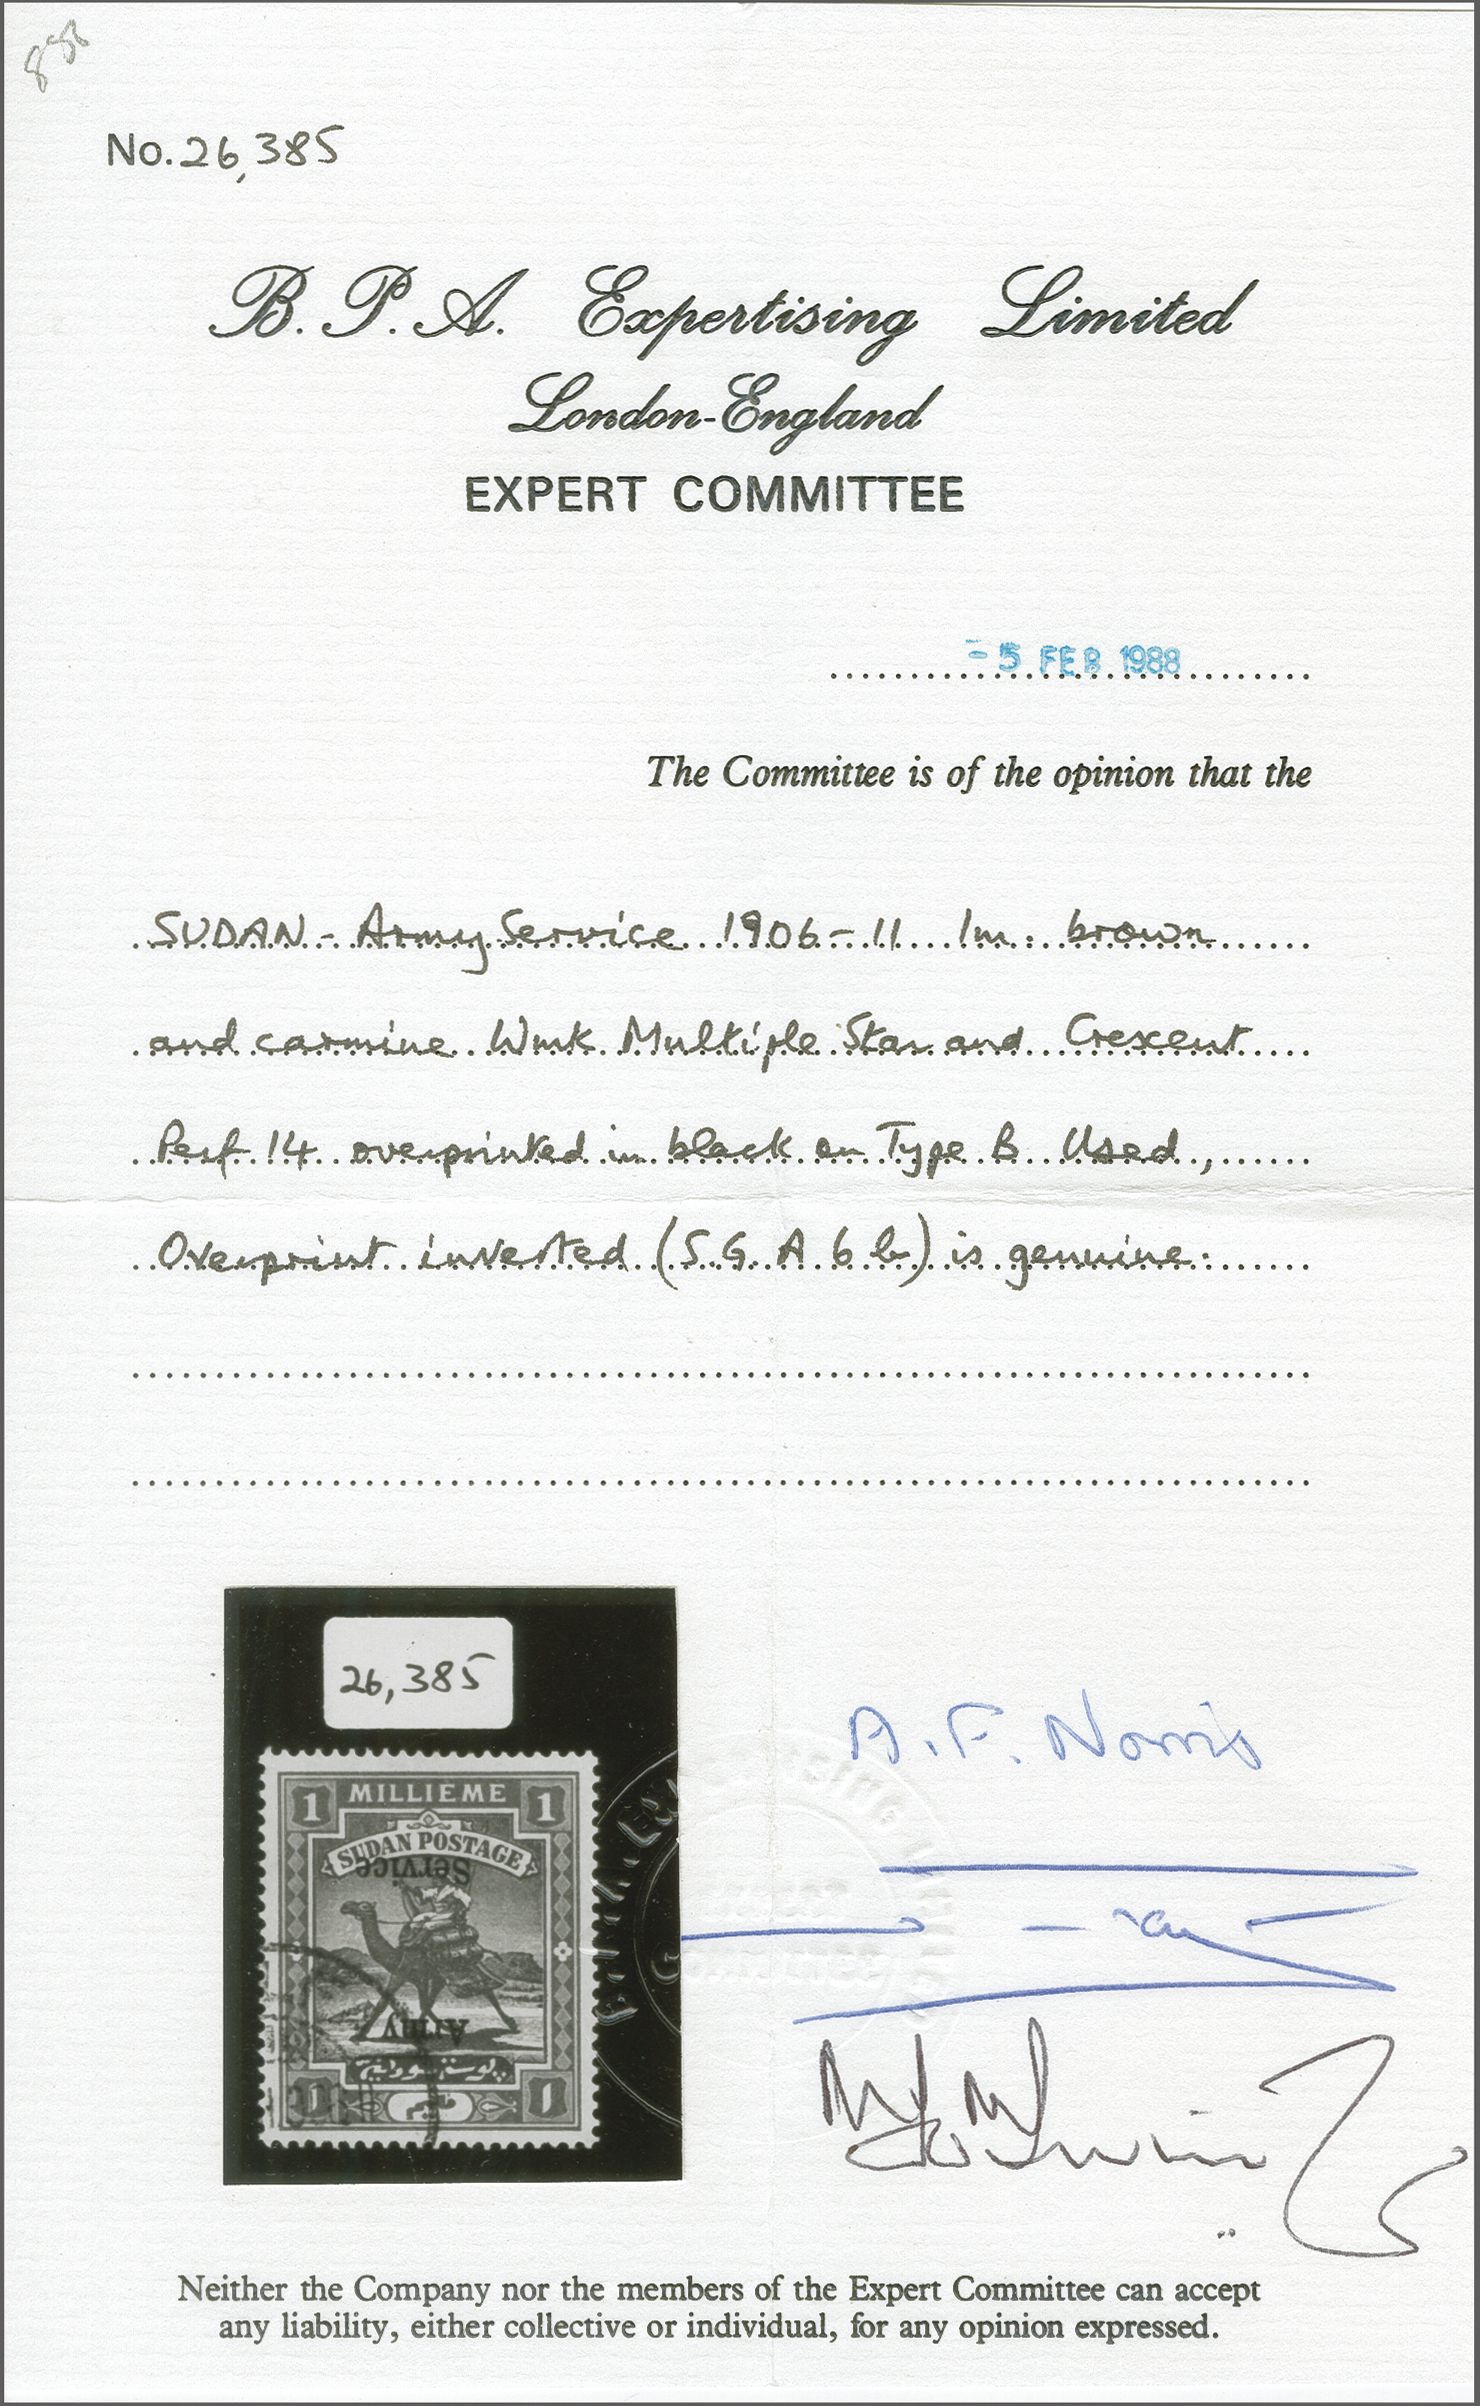 88
No. 26,385
B. P. A. Expertising Limited
London-England
EXPERT COMMITTEE
- 5 FEB 1988
The Committee is of the opinion that the
SUDAN - Army Service 1906-11 1m. brown
and carmine Wmk Multiple Star and Crescent
Perf 14 overprinted in black on Type B Used,
Overprint inverted (S.G. A6b) is genuine.
26,385
1 MILLIEME 1
SUDAN POSTAGE
Service
Army
1 1
A. F. Norris
Neither the Company nor the members of the Expert Committee can accept
any liability, either collective or individual, for any opinion expressed.